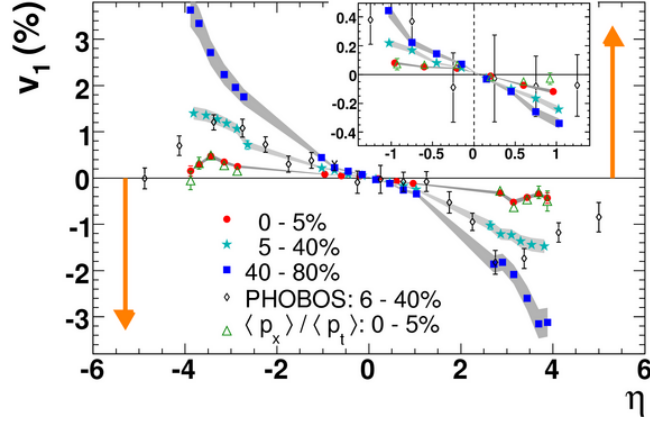 v1 (%)
3
2
1
0
-1
-2
-3
-6 -4 -2 0 2 4 6
η
0.4
0.2
0
-0.2
-0.4
-1 -0.5 0 0.5 1
0 - 5%
5 - 40%
40 - 80%
PHOBOS: 6 - 40%
⟨ px ⟩ / ⟨ pt ⟩: 0 - 5%